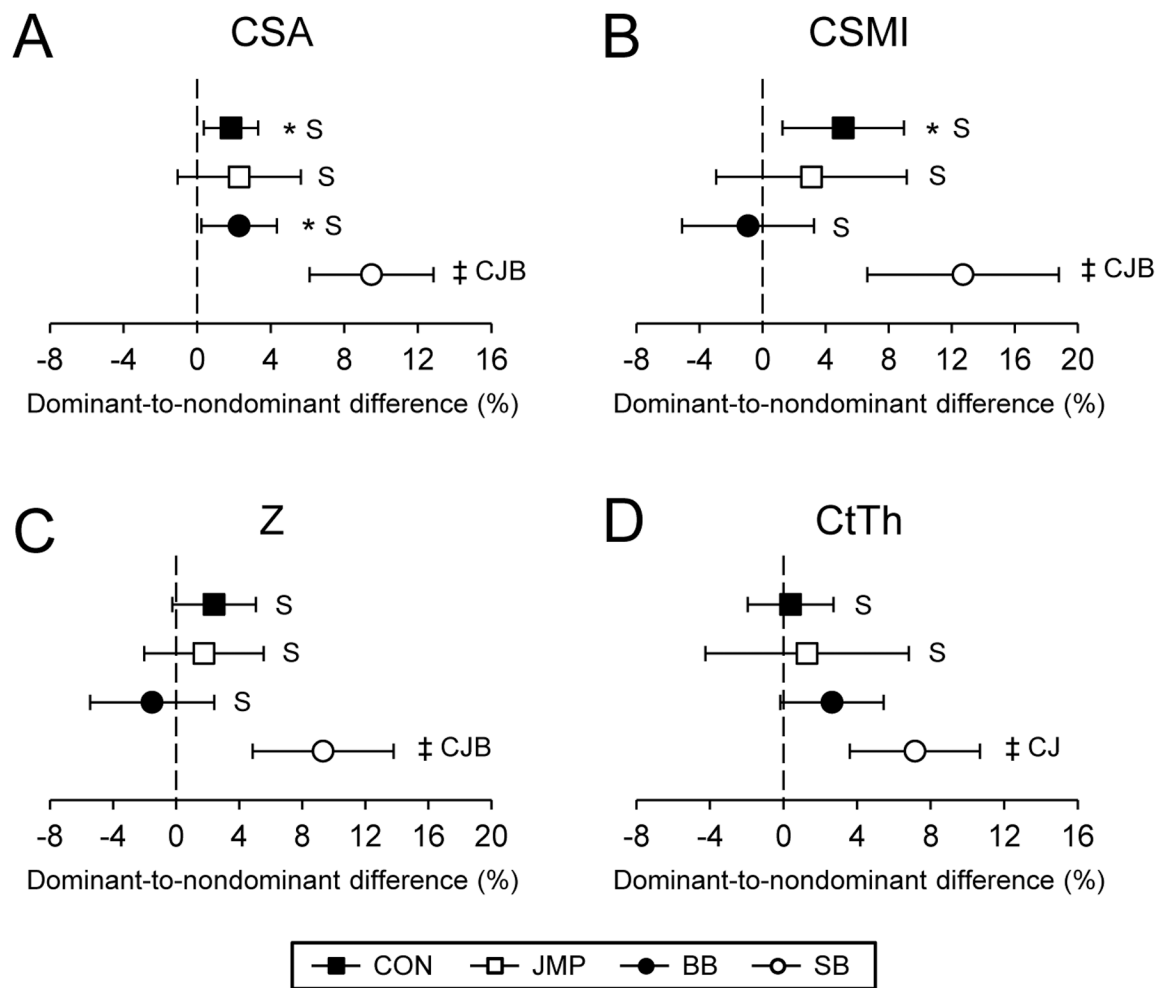 A CSA
* S
S
* S
‡ CJB
-8 -4 0 4 8 12 16
Dominant-to-nondominant difference (%)
B CSMI
* S
S
S
‡ CJB
-8 -4 0 4 8 12 16 20
Dominant-to-nondominant difference (%)
C Z
S
S
S
‡ CJB
-8 -4 0 4 8 12 16 20
Dominant-to-nondominant difference (%)
D CtTh
S
S
‡ CJ
-8 -4 0 4 8 12 16
Dominant-to-nondominant difference (%)
CON JMP BB SB